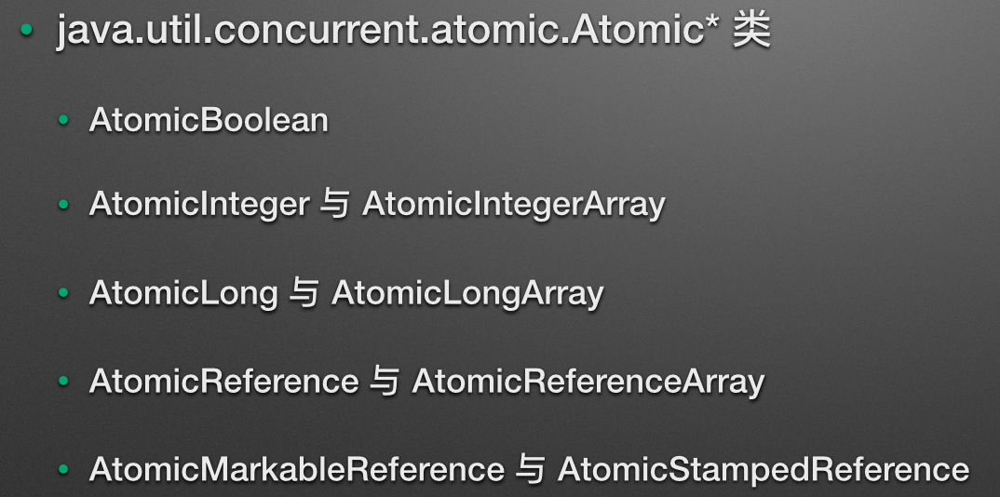 • java.util.concurrent.atomic.Atomic* 类
• AtomicBoolean
• AtomicInteger 与 AtomicIntegerArray
• AtomicLong 与 AtomicLongArray
• AtomicReference 与 AtomicReferenceArray
• AtomicMarkableReference 与 AtomicStampedReference